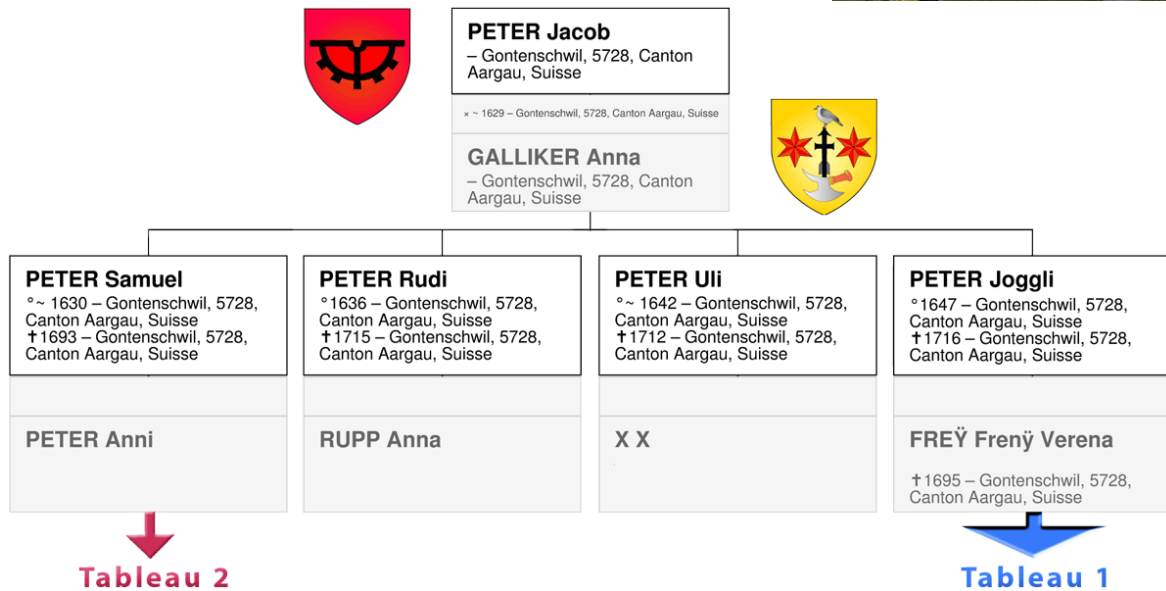 PETER Jacob
– Gontenschwil, 5728, Canton
Aargau, Suisse
× ~ 1629 – Gontenschwil, 5728, Canton Aargau, Suisse
GALLIKER Anna
– Gontenschwil, 5728, Canton
Aargau, Suisse
PETER Samuel
°~ 1630 – Gontenschwil, 5728,
Canton Aargau, Suisse
✝1693 – Gontenschwil, 5728,
Canton Aargau, Suisse
PETER Anni
PETER Rudi
°1636 – Gontenschwil, 5728,
Canton Aargau, Suisse
✝1715 – Gontenschwil, 5728,
Canton Aargau, Suisse
RUPP Anna
PETER Uli
°~ 1642 – Gontenschwil, 5728,
Canton Aargau, Suisse
✝1712 – Gontenschwil, 5728,
Canton Aargau, Suisse
X X
PETER Joggli
°1647 – Gontenschwil, 5728,
Canton Aargau, Suisse
✝1716 – Gontenschwil, 5728,
Canton Aargau, Suisse
FREŸ Frenÿ Verena
✝1695 – Gontenschwil, 5728,
Canton Aargau, Suisse
Tableau 2
Tableau 1